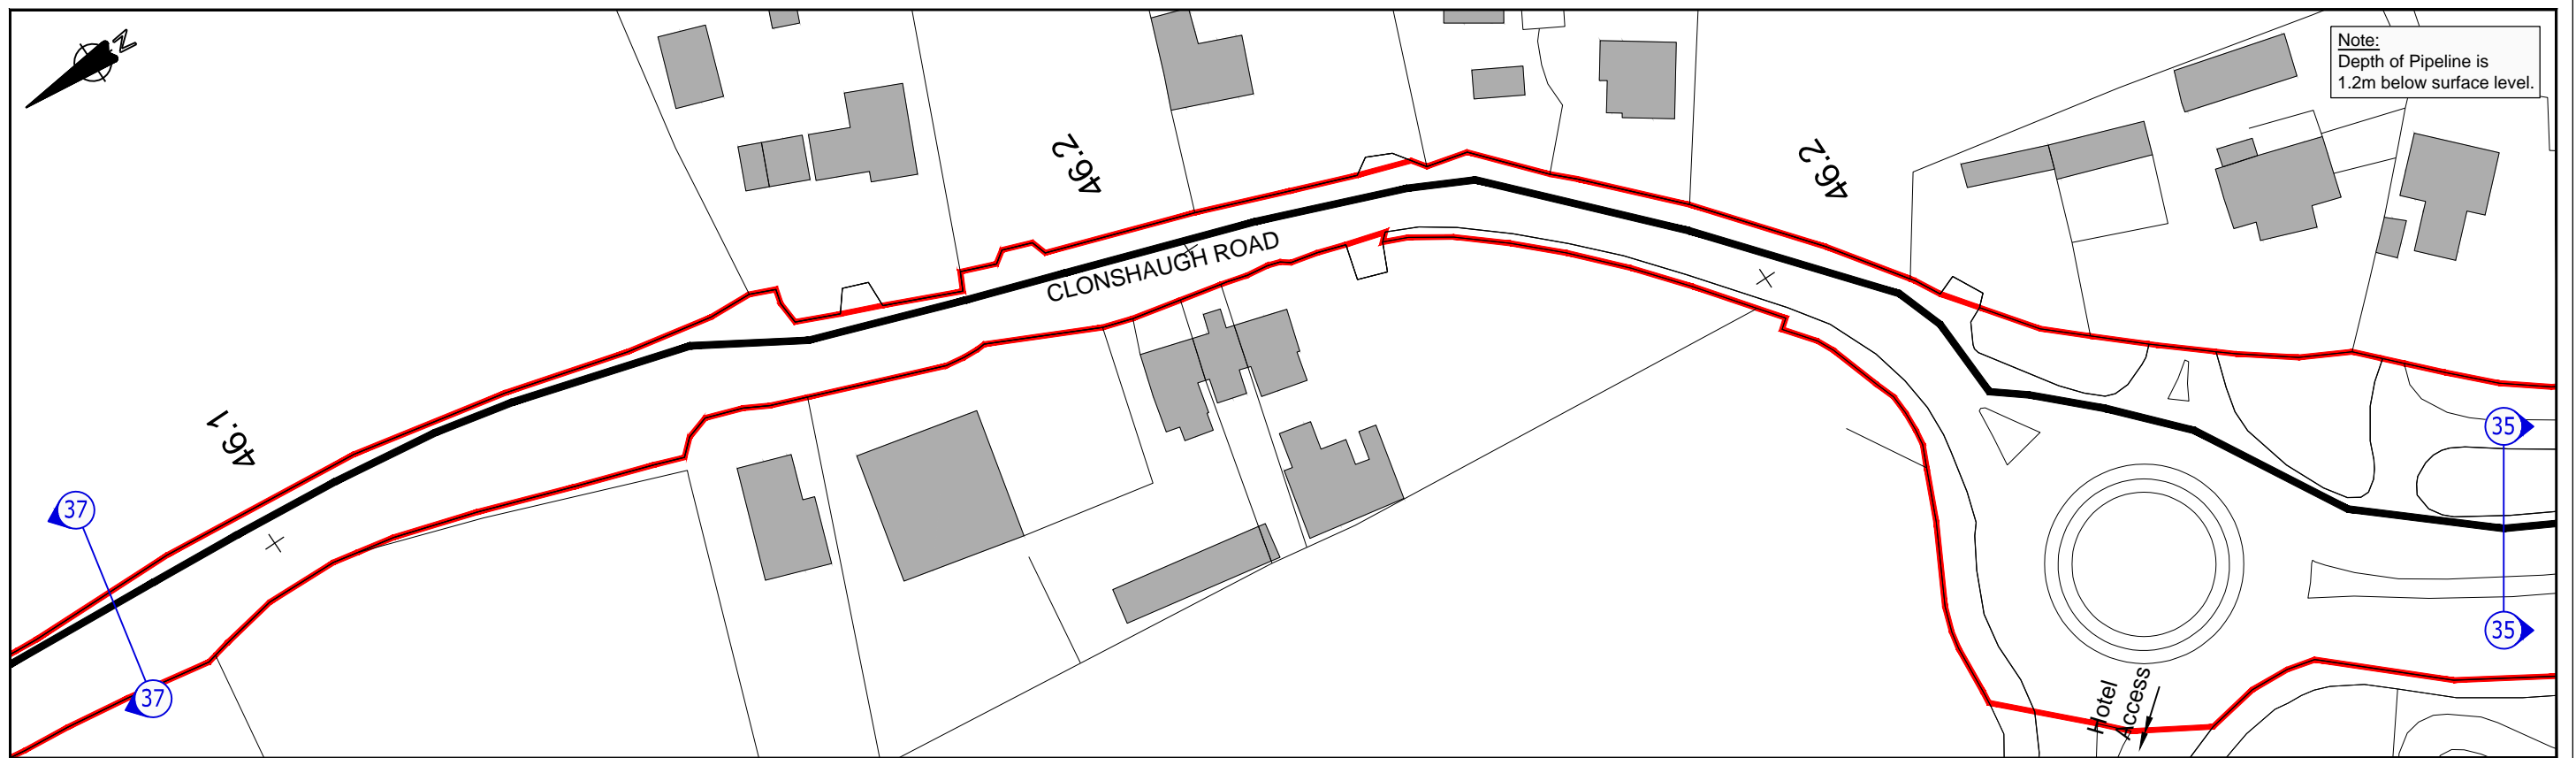 N
Note:
Depth of Pipeline is
1.2m below surface level.
46.2
46.2
CLONSHAUGH ROAD
46.1
37
37
35
35
Hotel
Access